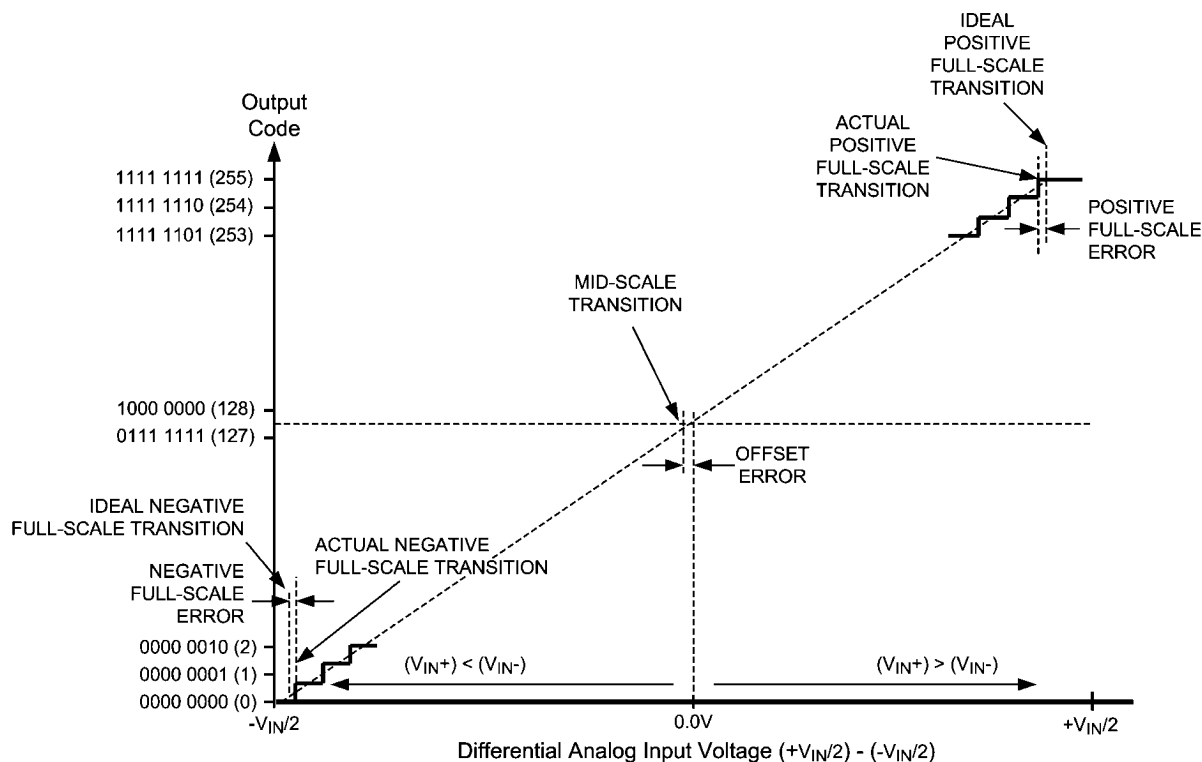 IDEAL
POSITIVE
FULL-SCALE
TRANSITION
Output
Code
ACTUAL
POSITIVE
FULL-SCALE
TRANSITION
1111 1111 (255)
1111 1110 (254)
1111 1101 (253)
POSITIVE
FULL-SCALE
ERROR
MID-SCALE
TRANSITION
1000 0000 (128)
0111 1111 (127)
OFFSET
ERROR
IDEAL NEGATIVE
FULL-SCALE TRANSITION
ACTUAL NEGATIVE
FULL-SCALE TRANSITION
NEGATIVE
FULL-SCALE
ERROR
0000 0010 (2)
0000 0001 (1)
0000 0000 (0)
(VIN+) < (VIN-)
(VIN+) > (VIN-)
-VIN/2
0.0V
+VIN/2
Differential Analog Input Voltage (+VIN/2) - (-VIN/2)